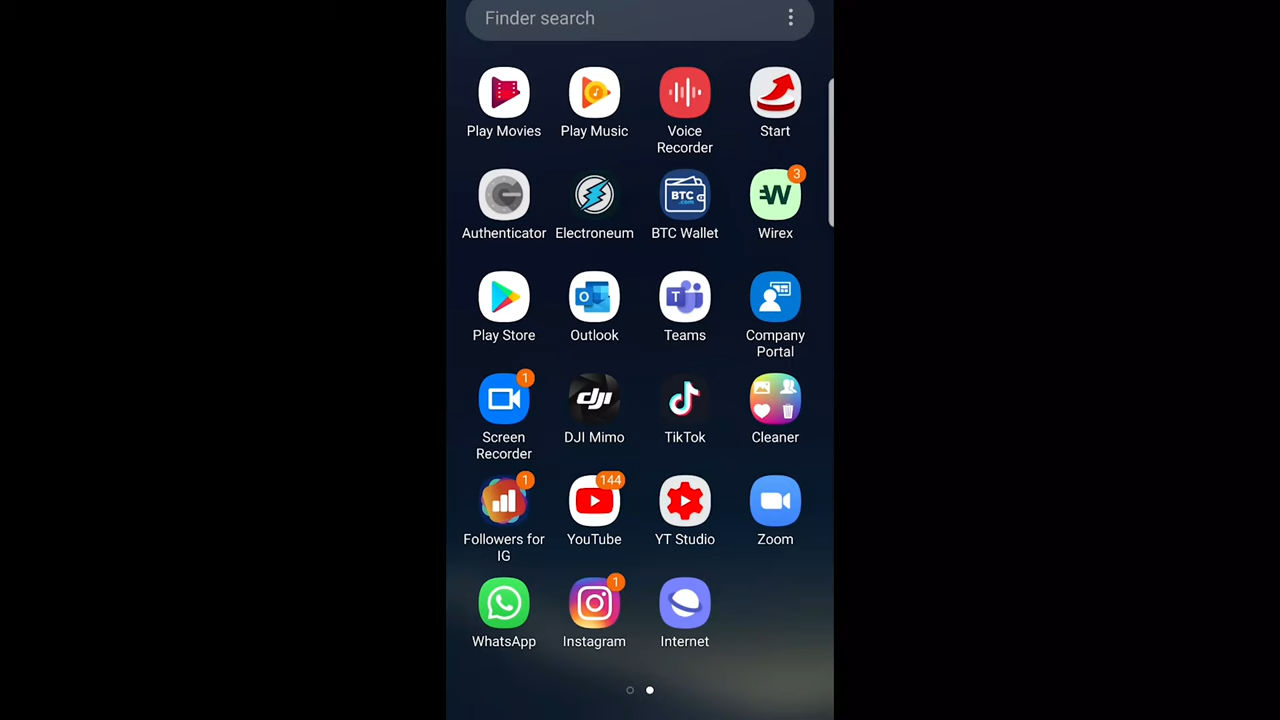 Finder search
Play Movies
Play Music
Voice
Recorder
Start
Authenticator
Electroneum
BTC
.com
BTC Wallet
W
3
Wirex
Play Store
O
Outlook
T
Teams
Company
Portal
1
Screen
Recorder
dji
DJI Mimo
TikTok
Cleaner
1
Followers for
IG
144
YouTube
YT Studio
Zoom
WhatsApp
1
Instagram
Internet